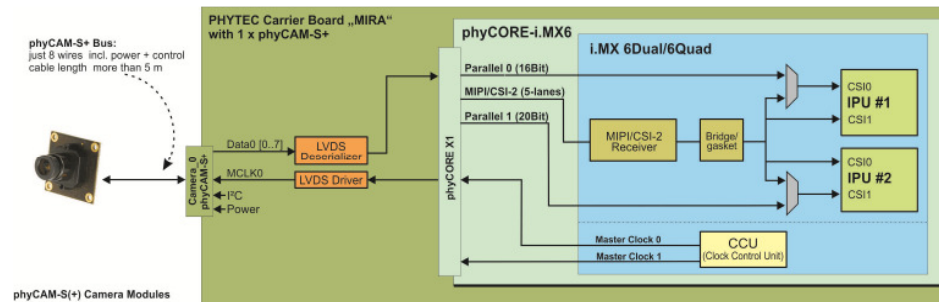 PHYTEC Carrier Board „MIRA“
with 1 x phyCAM-S+
phyCAM-S+ Bus:
just 8 wires incl. power + control
cable length more than 5 m
phyCORE-i.MX6
i.MX 6Dual/6Quad
Parallel 0 (16Bit)
MIPI/CSI-2 (5-lanes)
Parallel 1 (20Bit)
CSI0
IPU #1
CSI1
MIPI/CSI-2
Receiver
Bridge/
gasket
CSI0
IPU #2
CSI1
Camera_0
phyCAM-S+
Data0 [0..7]
LVDS
Deserializer
MCLK0
LVDS Driver
I²C
Power
phyCORE X1
Master Clock 0
Master Clock 1
CCU
(Clock Control Unit)
phyCAM-S(+) Camera Modules